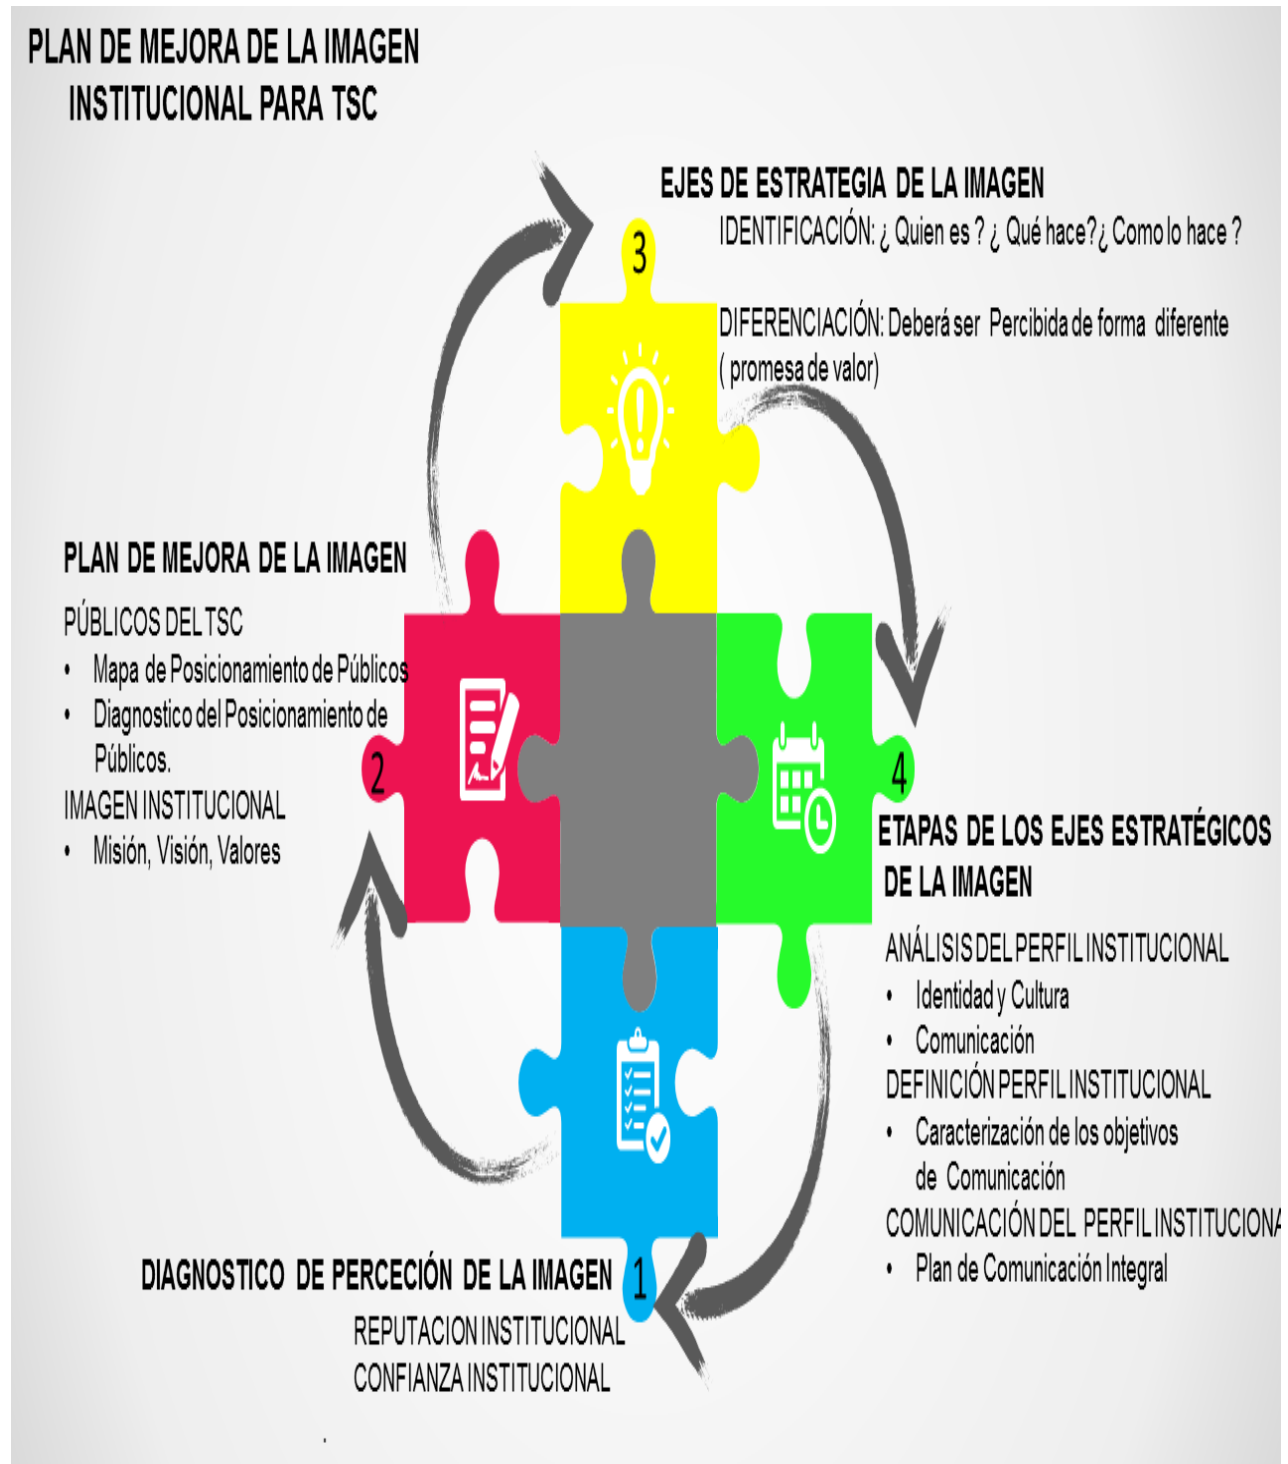 PLAN DE MEJORA DE LA IMAGEN
INSTITUCIONAL PARA TSC
EJES DE ESTRATEGIA DE LA IMAGEN
IDENTIFICACIÓN: ¿ Quien es ? ¿ Qué hace? ¿ Como lo hace ?
DIFERENCIACIÓN: Deberá ser Percibida de forma diferente
( promesa de valor)
3
PLAN DE MEJORA DE LA IMAGEN
PÚBLICOS DEL TSC
• Mapa de Posicionamiento de Públicos
• Diagnostico del Posicionamiento de
Públicos.
IMAGEN INSTITUCIONAL
• Misión, Visión, Valores
2
4
ETAPAS DE LOS EJES ESTRATÉGICOS
DE LA IMAGEN
ANÁLISIS DEL PERFIL INSTITUCIONAL
• Identidad y Cultura
• Comunicación
DEFINICIÓN PERFIL INSTITUCIONAL
• Caracterización de los objetivos
de Comunicación
COMUNICACIÓN DEL PERFIL INSTITUCIONA
• Plan de Comunicación Integral
DIAGNOSTICO DE PERCECIÓN DE LA IMAGEN
1
REPUTACION INSTITUCIONAL
CONFIANZA INSTITUCIONAL
.